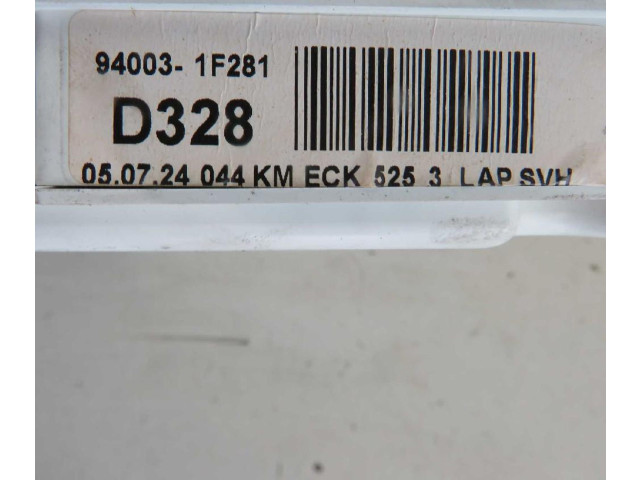 94003- 1F281
D328
05.07.24 044 KM ECK 525 3 LAP SVH